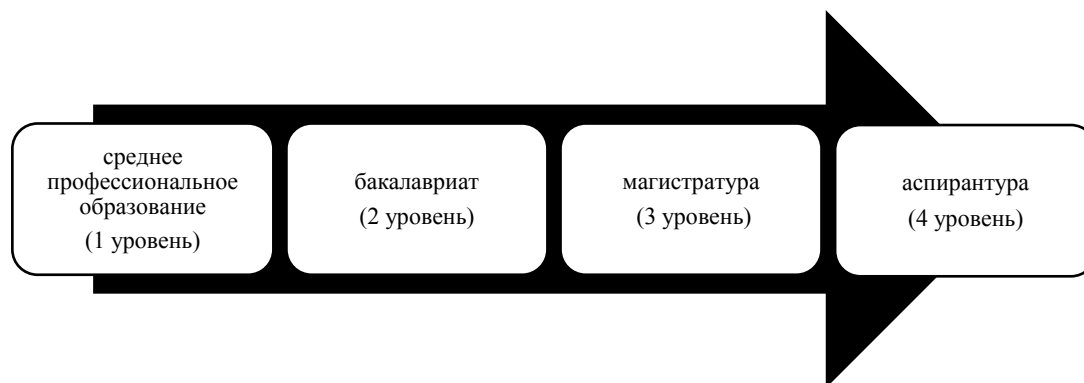 среднее
профессиональное
образование
(1 уровень)
бакалавриат
(2 уровень)
магистратура
(3 уровень)
аспирантура
(4 уровень)